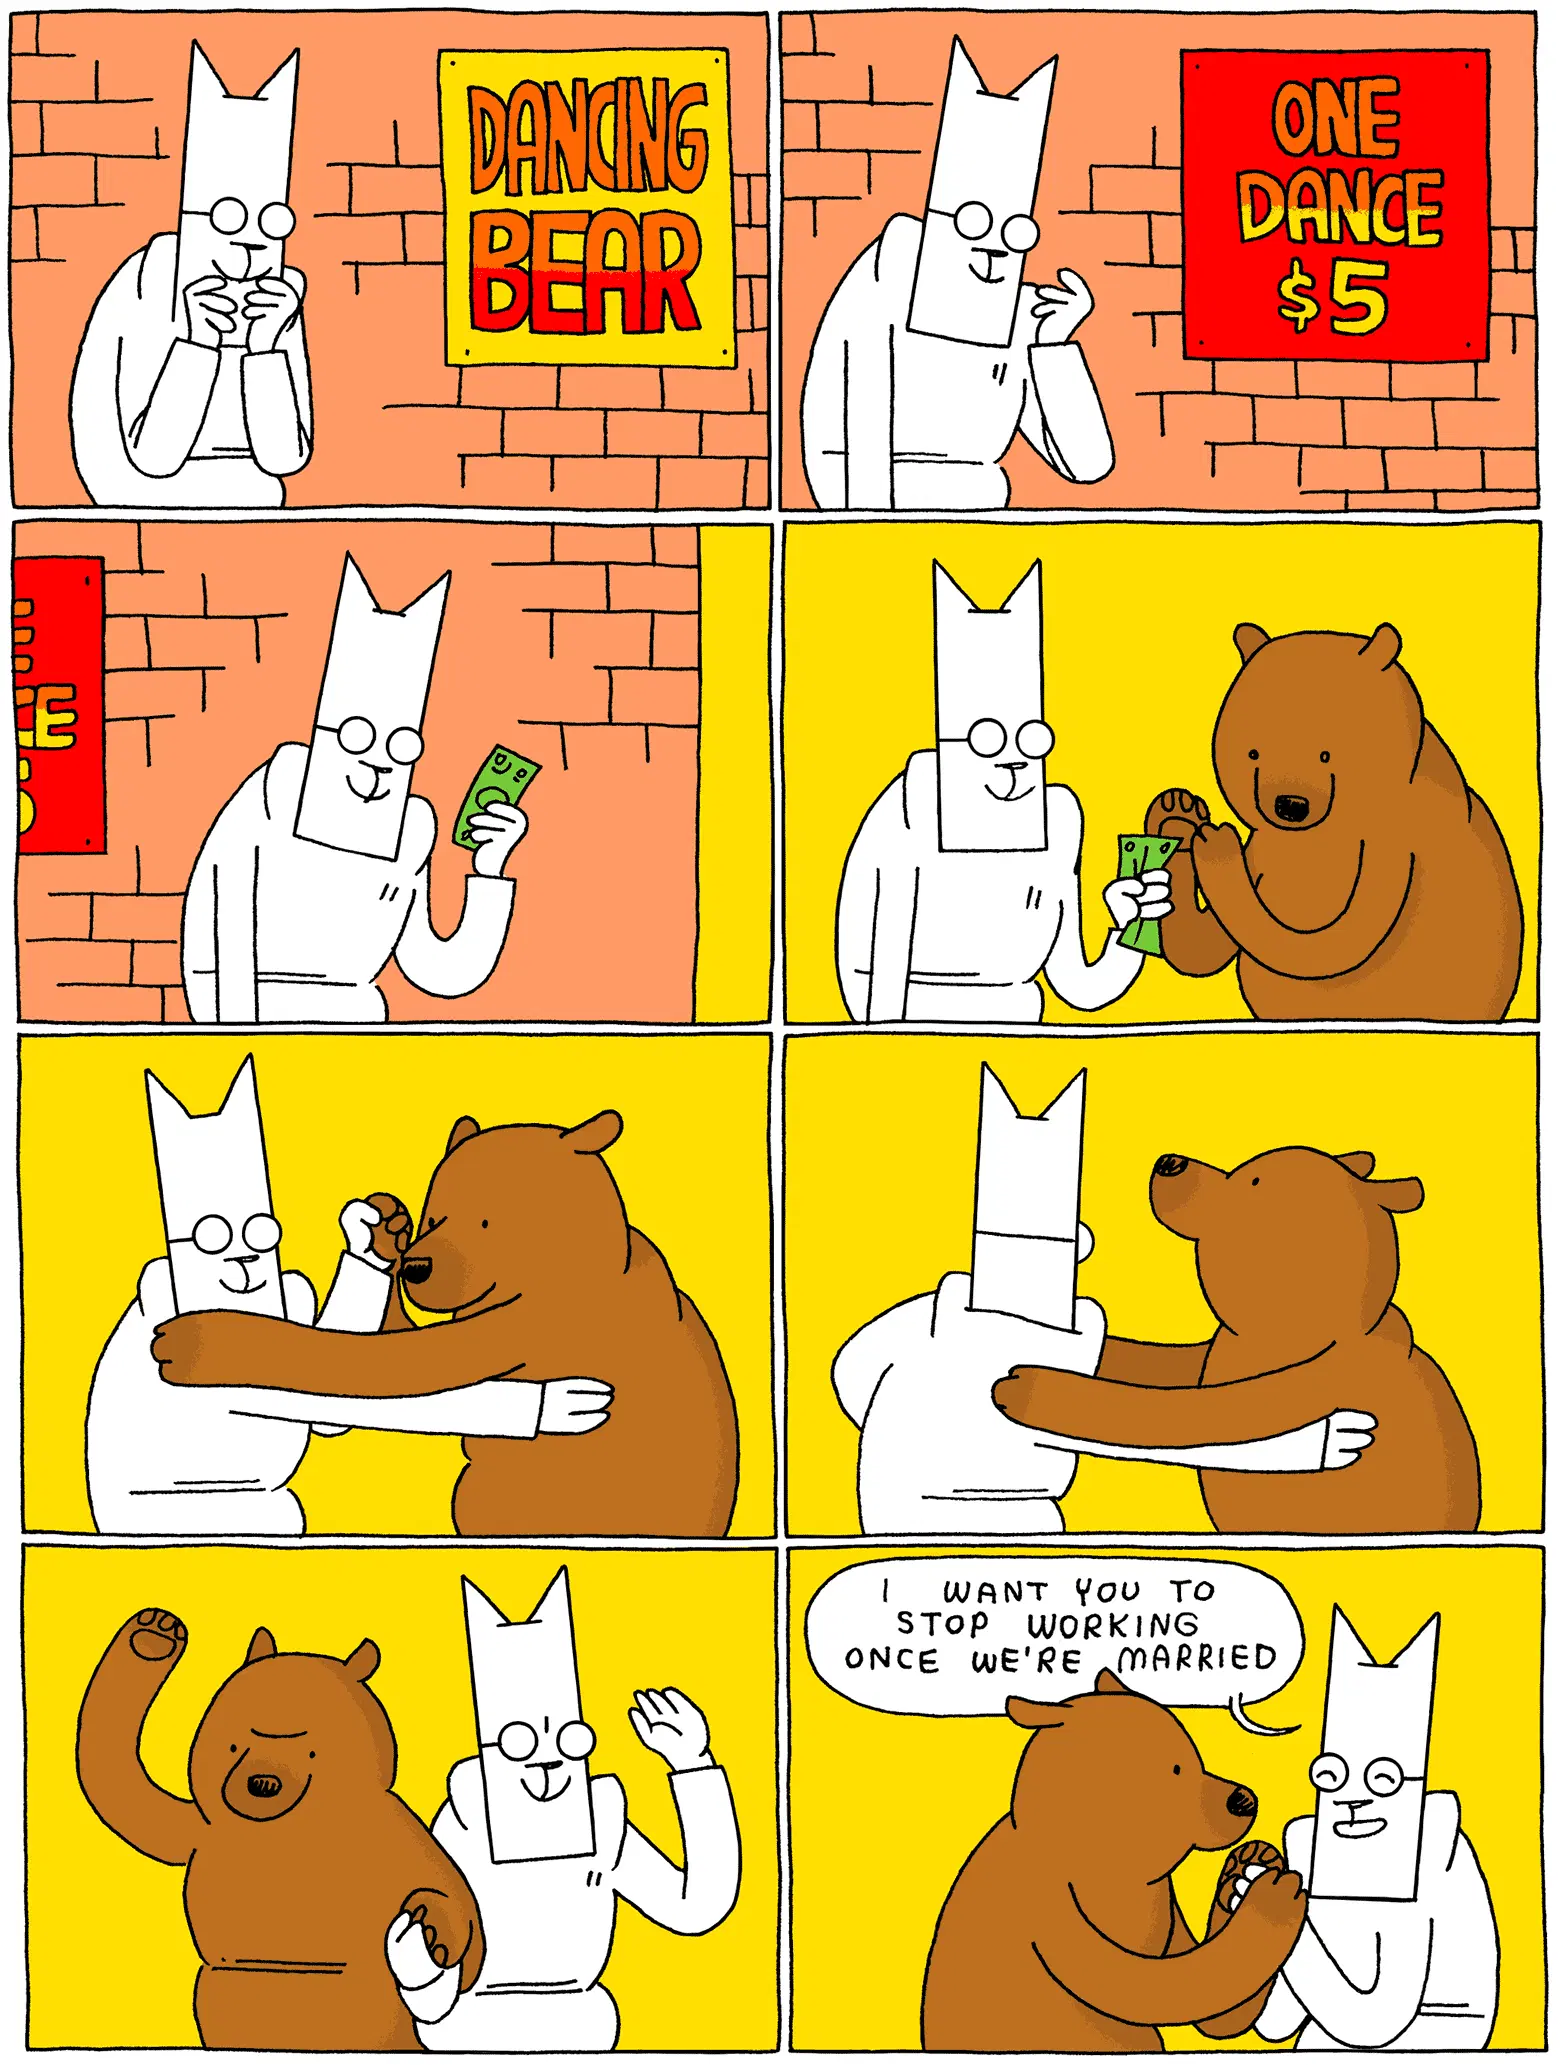 DANCING
BEAR
ONE
DANCE
$5
I WANT YOU TO
STOP WORKING
ONCE WE'RE MARRIED